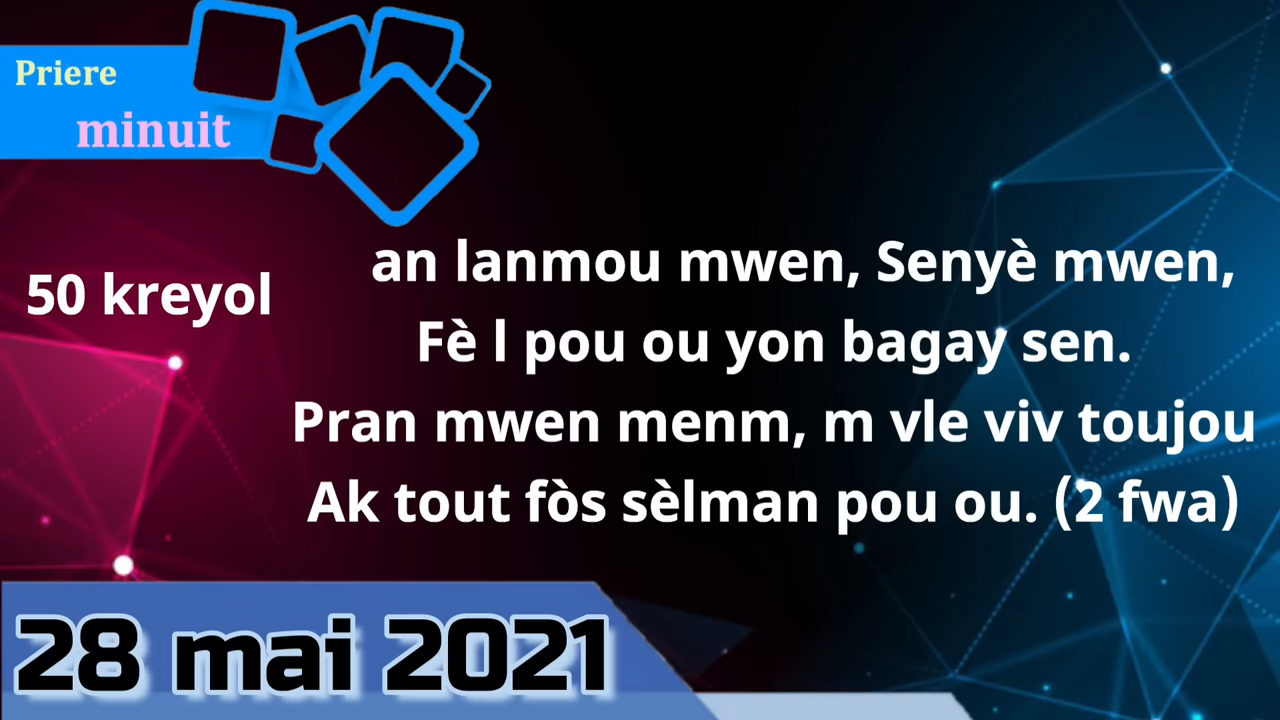 Priere
minuit
50 kreyol
an lanmou mwen, Senyè mwen,
Fè l pou ou yon bagay sen.
Pran mwen menm, m vle viv toujou
Ak tout fòs sèlman pou ou. (2 fwa)
28 mai 2021